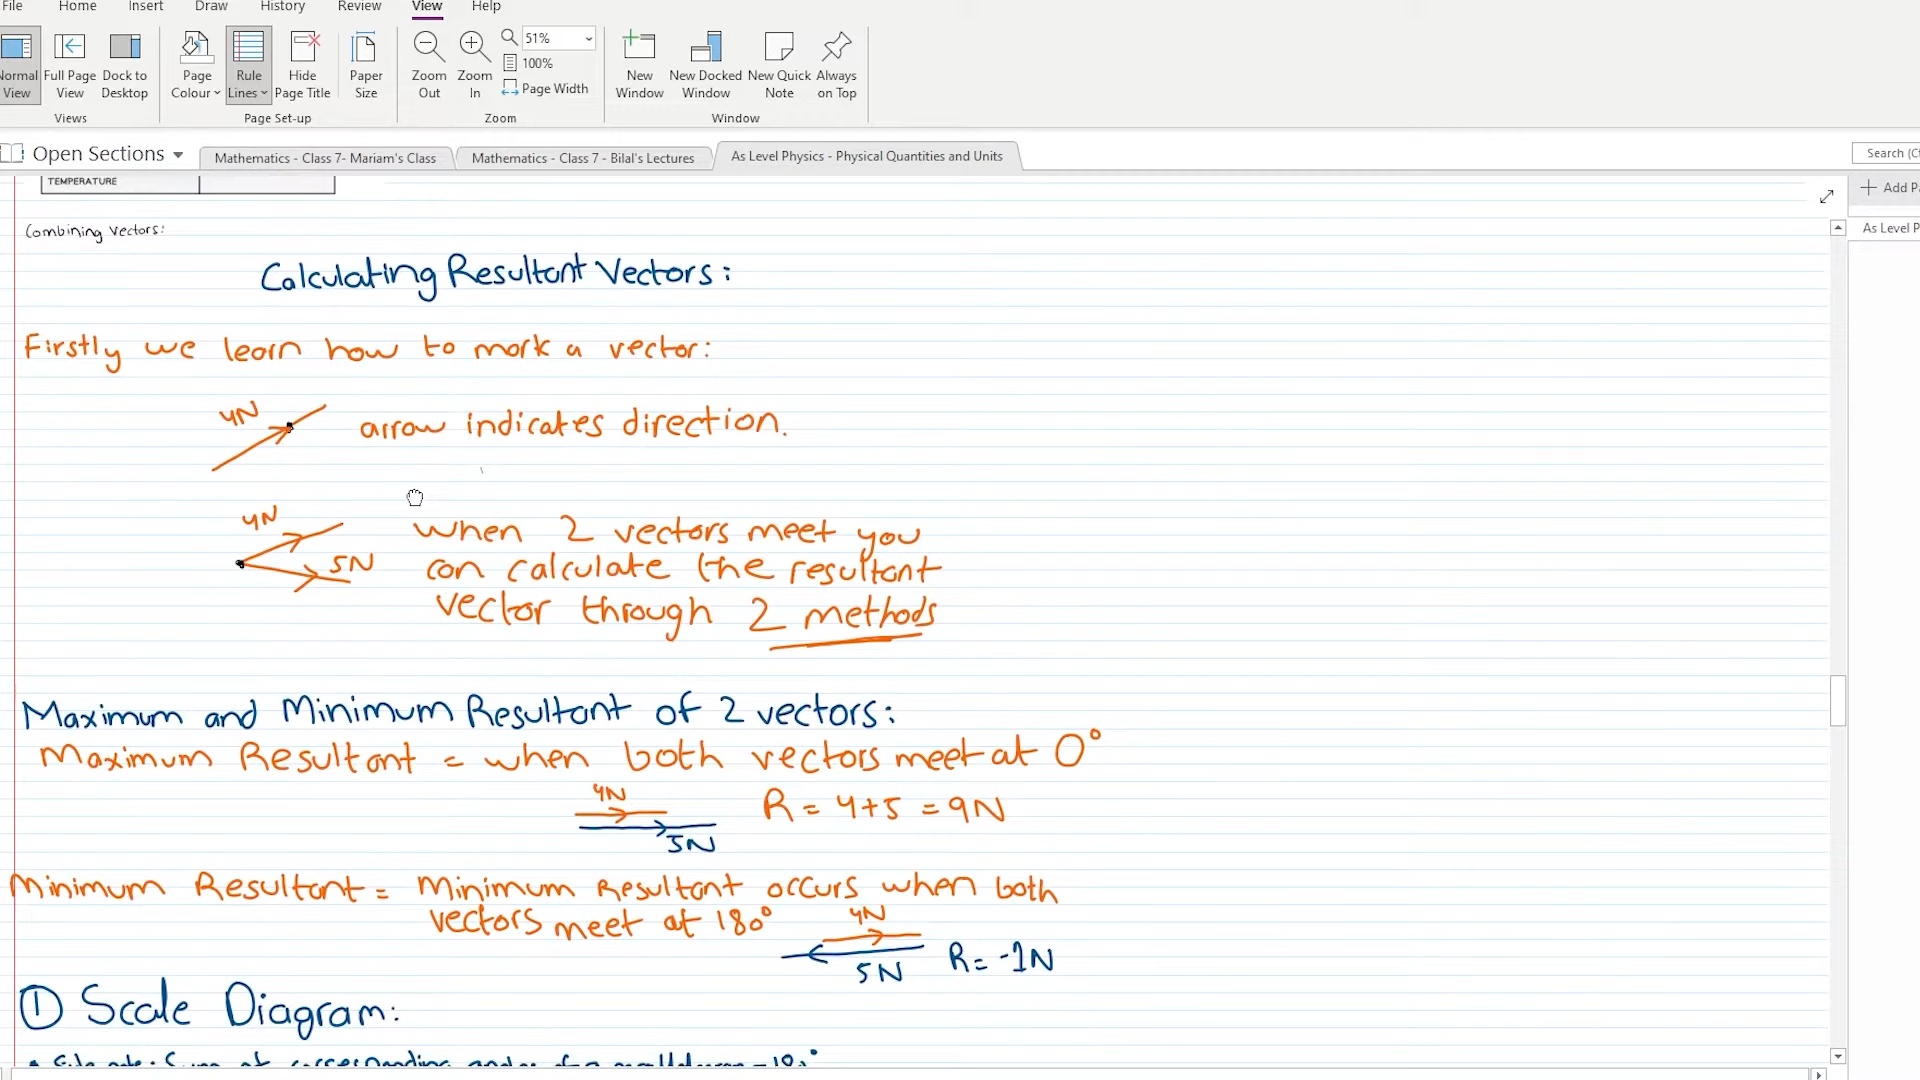 File Home Insert Draw History Review View Help
Normal View
Full Page View
Dock to Desktop
Views
Page Colour
Rule Lines
Hide Page Title
Paper Size
Page Set-up
Zoom Out
Zoom In
51%
100%
Page Width
Zoom
New Window
New Docked Window
New Quick Note
Always on Top
Window
Open Sections
Mathematics - Class 7- Mariam's Class
Mathematics - Class 7 - Bilal's Lectures
As Level Physics - Physical Quantities and Units
Search (Ct
Add Pa
As Level P
TEMPERATURE
Combining Vectors:
Calculating Resultant Vectors:
Firstly we learn how to mark a vector:
4N
arrow indicates direction.
4N
5N
when 2 vectors meet you
can calculate the resultant
vector through 2 methods
Maximum and Minimum Resultant of 2 vectors:
Maximum Resultant = when both vectors meet at 0°
4N
5N
R = 4+5 = 9N
Minimum Resultant = Minimum Resultant occurs when both
vectors meet at 180°
4N
5N
R= -1N
① Scale Diagram: